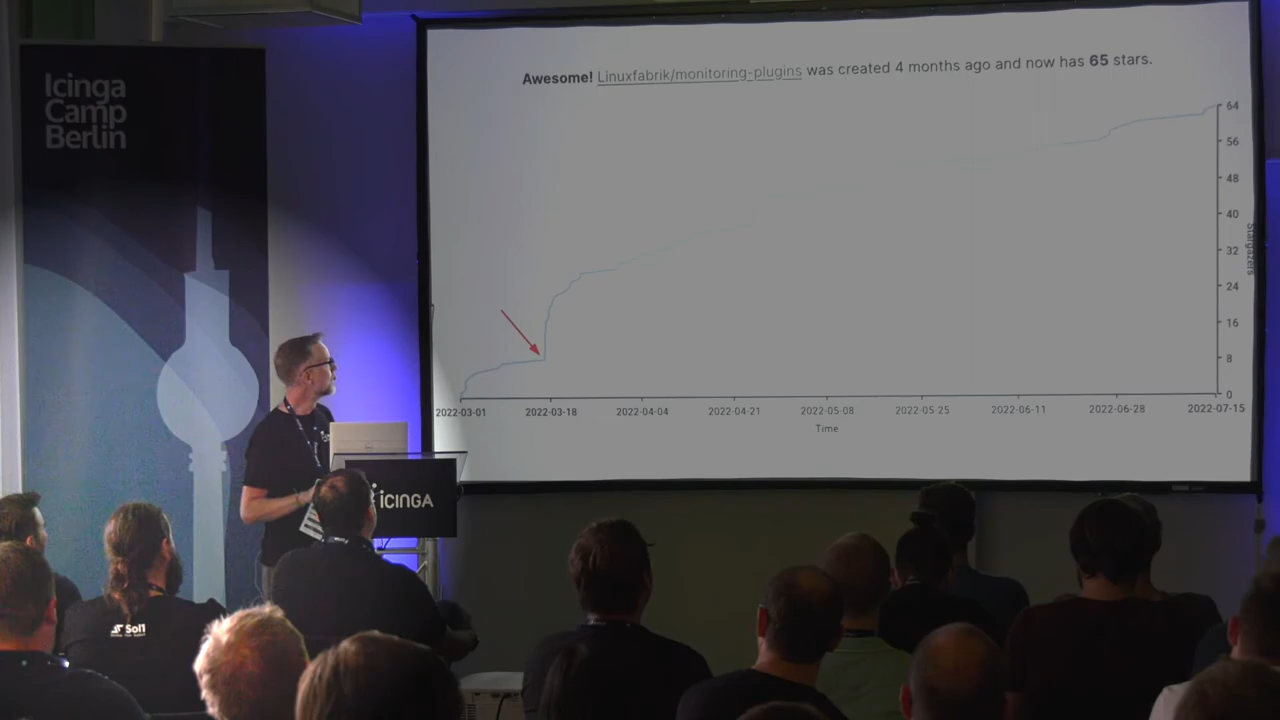 Icinga
Camp
Berlin
Awesome! Linuxfabrik/monitoring-plugins was created 4 months ago and now has 65 stars.
64
56
48
40
32
24
16
8
0
Stargazers
2022-03-01 2022-03-18 2022-04-04 2022-04-21 2022-05-08 2022-05-25 2022-06-11 2022-06-28 2022-07-15
Time
ICINGA
Sol1